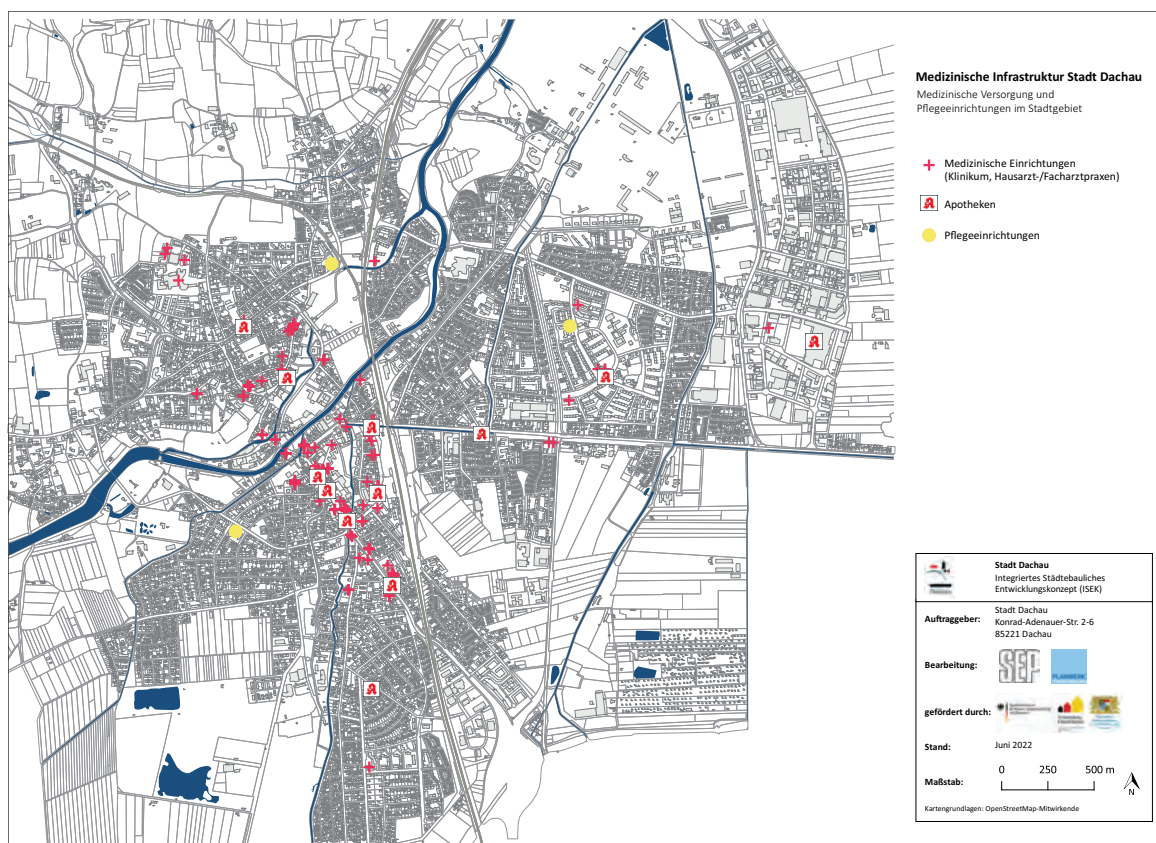 Medizinische Infrastruktur Stadt Dachau
Medizinische Versorgung und
Pflegeeinrichtungen im Stadtgebiet
Medizinische Einrichtungen
(Klinikum, Hausarzt-/Facharztpraxen)
Apotheken
Pflegeeinrichtungen
Stadt Dachau
Integriertes Städtebauliches
Entwicklungskonzept (ISEK)
Auftraggeber:
Stadt Dachau
Konrad-Adenauer-Str. 2-6
85221 Dachau
Bearbeitung:
SEP
PLANWERK
gefördert durch:
Stand:
Juni 2022
Maßstab:
0 250 500 m
N
Kartengrundlagen: OpenStreetMap-Mitwirkende